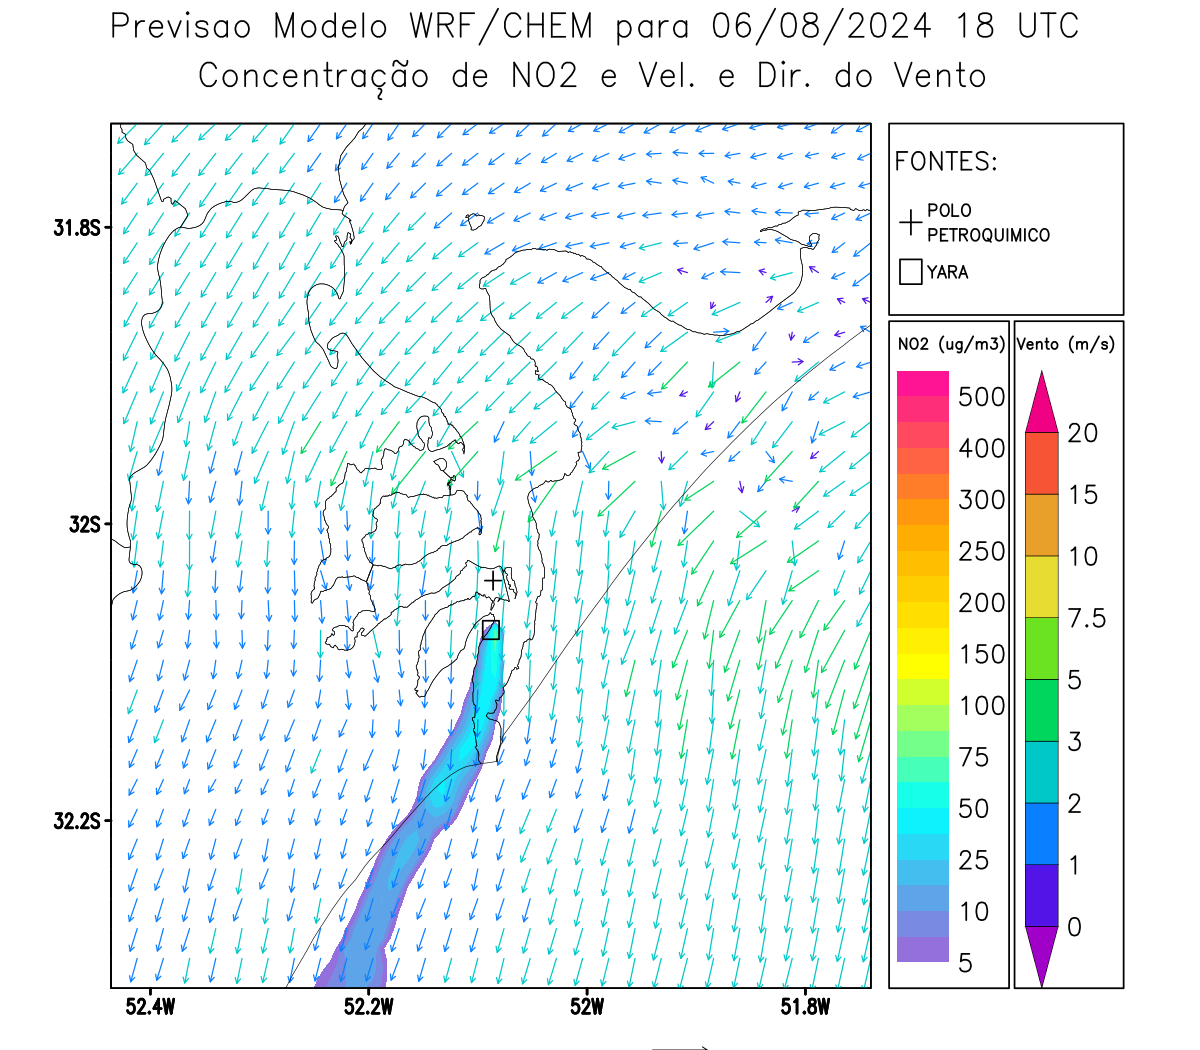 Previsao Modelo WRF/CHEM para 06/08/2024 18 UTC
Concentração de NO2 e Vel. e Dir. do Vento
FONTES:
POLO
PETROQUIMICO
YARA
NO2 (ug/m3)
500
400
300
250
200
150
100
75
50
25
10
5
Vento (m/s)
20
15
10
7.5
5
3
2
1
0
31.8S
32S
32.2S
52.4W
52.2W
52W
51.8W